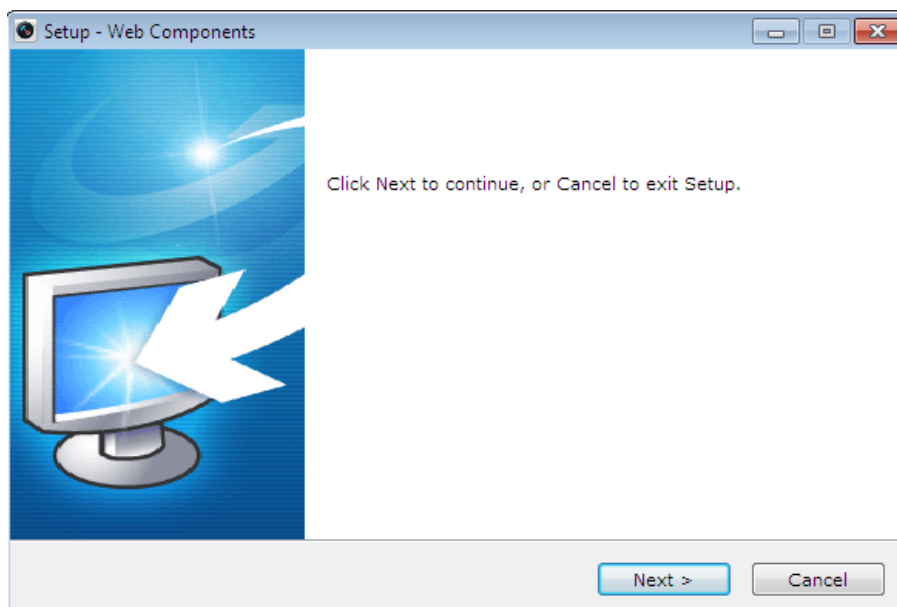 Setup - Web Components
Click Next to continue, or Cancel to exit Setup.
Next >
Cancel